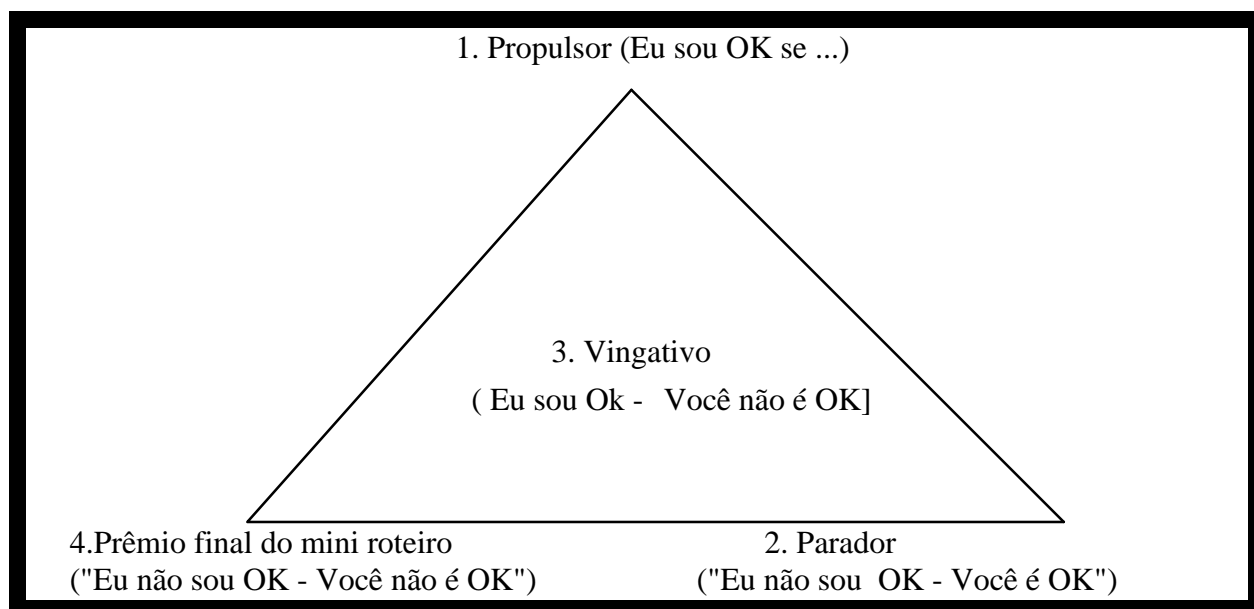 1. Propulsor (Eu sou OK se ...)
3. Vingativo
( Eu sou Ok - Você não é OK]
4.Prêmio final do mini roteiro
("Eu não sou OK - Você não é OK")
2. Parador
("Eu não sou OK - Você é OK")